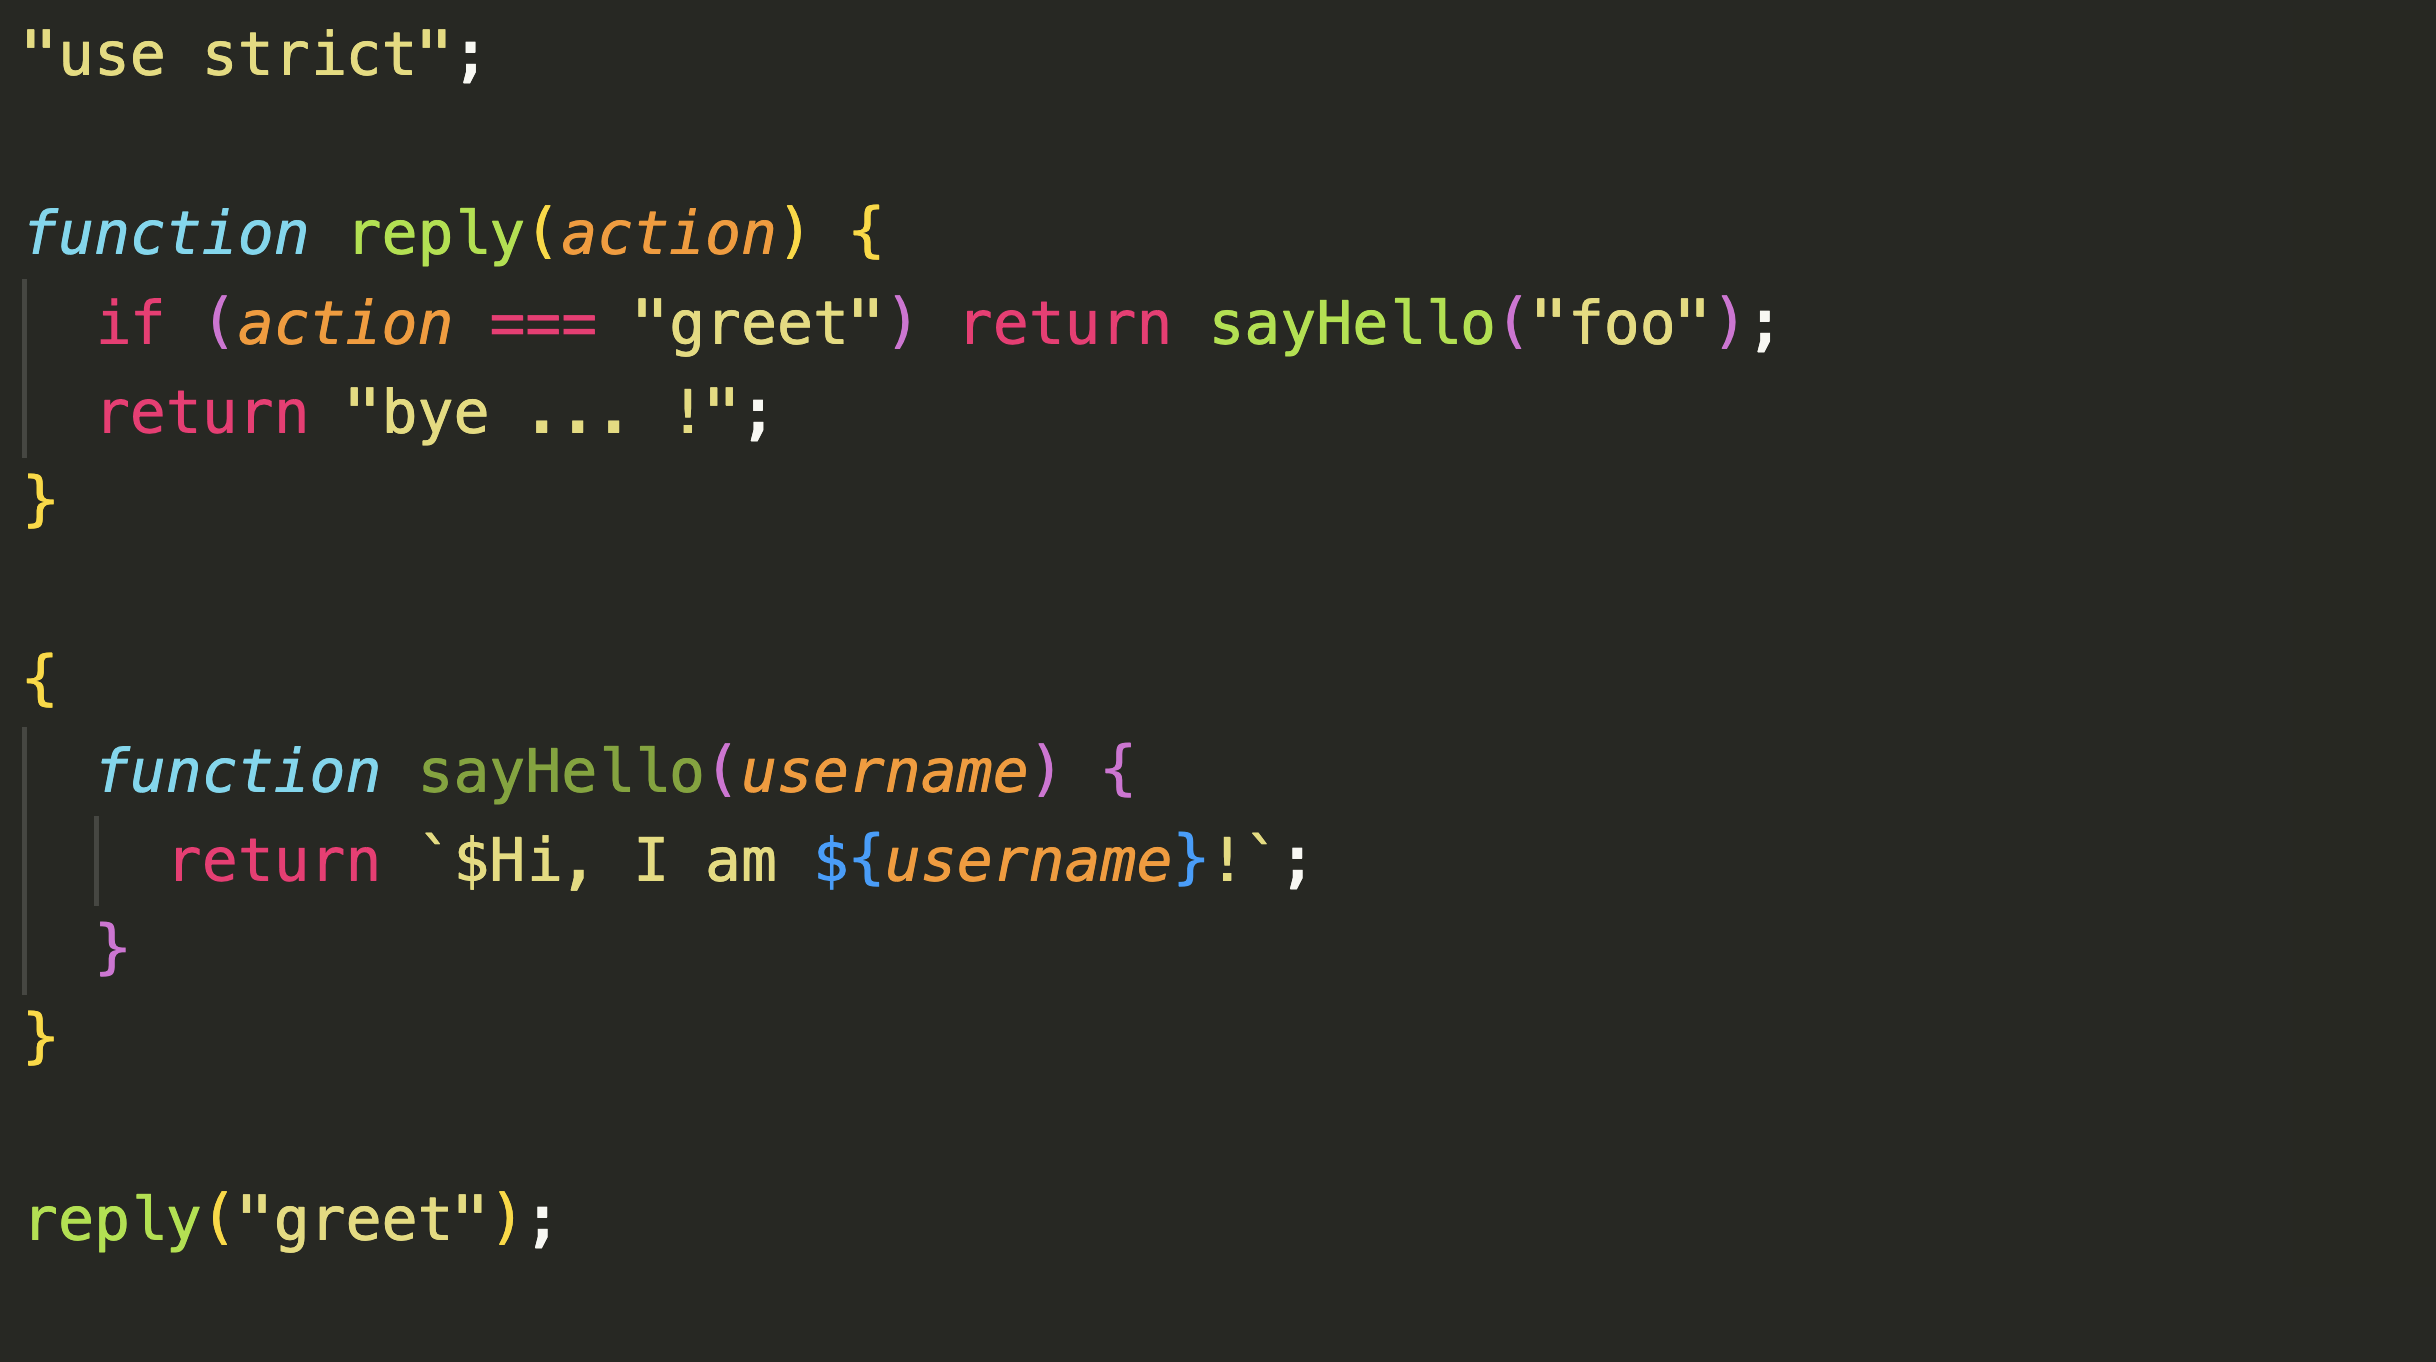 "use strict";
function reply(action) {
  if (action === "greet") return sayHello("foo");
  return "bye ... !";
}
{
  function sayHello(username) {
    return `$Hi, I am ${username}!`;
  }
}
reply("greet");